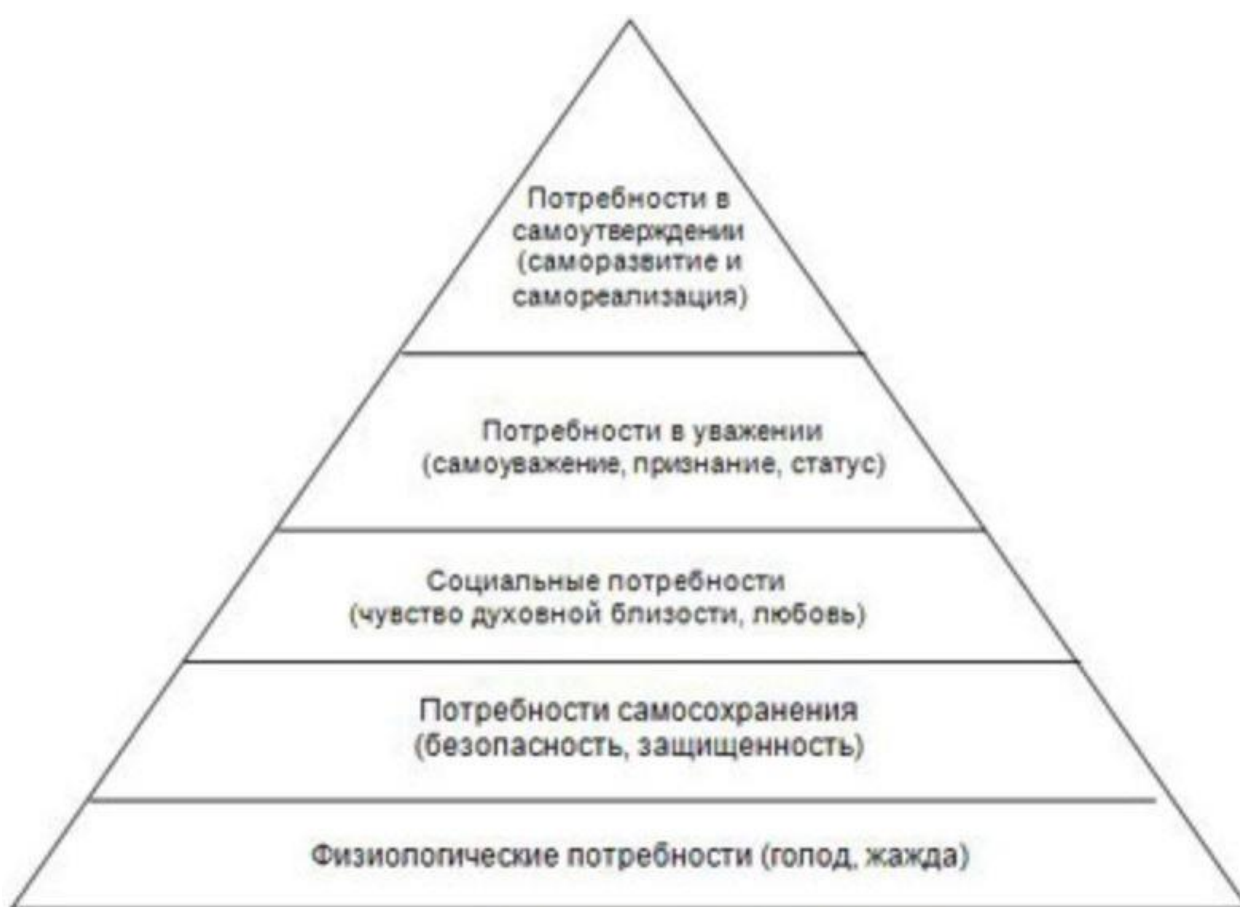 Потребности в
самоутверждении
(саморазвитие и
самореализация)
Потребности в уважении
(самоуважение, признание, статус)
Социальные потребности
(чувство духовной близости, любовь)
Потребности самосохранения
(безопасность, защищенность)
Физиологические потребности (голод, жажда)